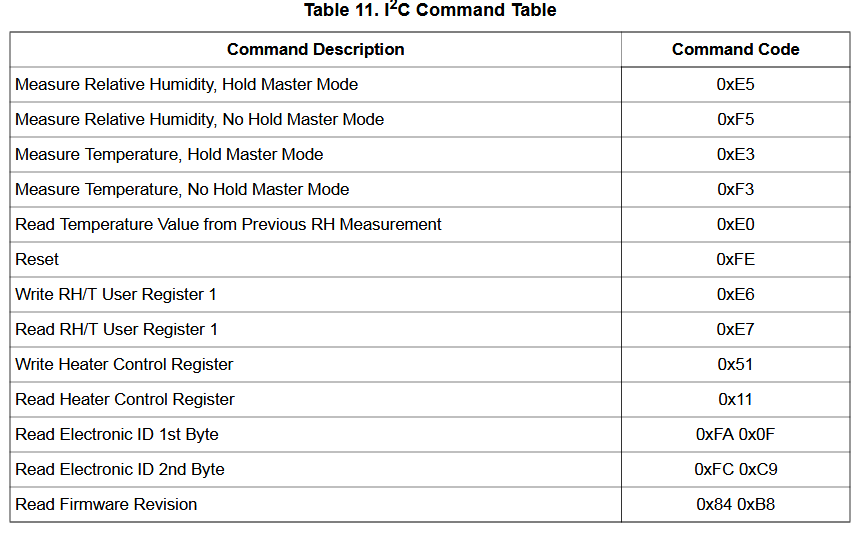 Table 11. I²C Command Table
Command Description Command Code
Measure Relative Humidity, Hold Master Mode 0xE5
Measure Relative Humidity, No Hold Master Mode 0xF5
Measure Temperature, Hold Master Mode 0xE3
Measure Temperature, No Hold Master Mode 0xF3
Read Temperature Value from Previous RH Measurement 0xE0
Reset 0xFE
Write RH/T User Register 1 0xE6
Read RH/T User Register 1 0xE7
Write Heater Control Register 0x51
Read Heater Control Register 0x11
Read Electronic ID 1st Byte 0xFA 0x0F
Read Electronic ID 2nd Byte 0xFC 0xC9
Read Firmware Revision 0x84 0xB8